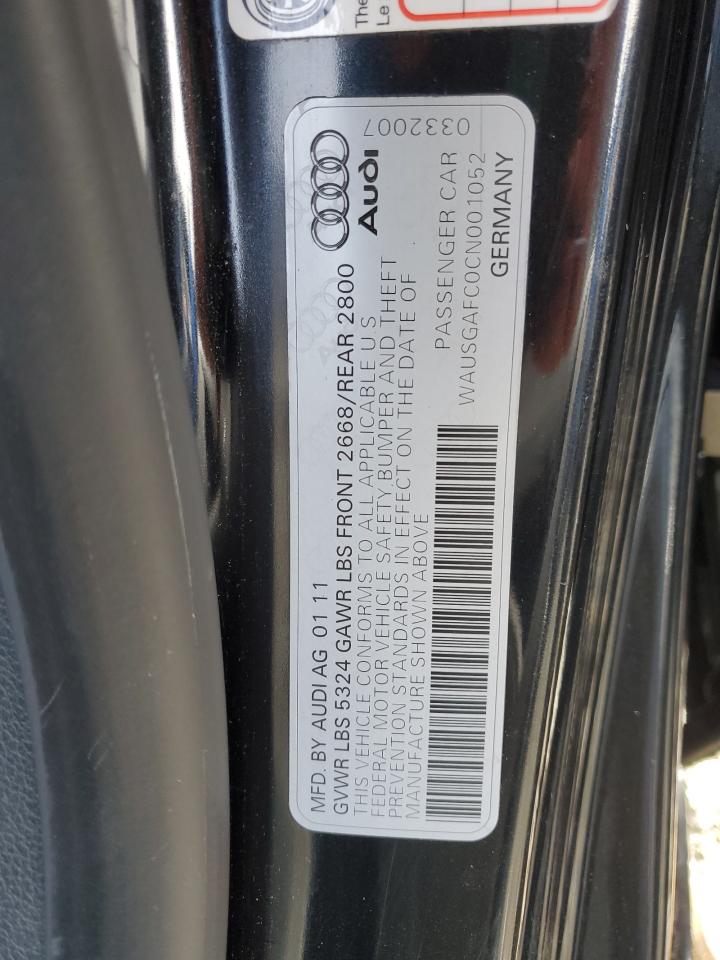 The
Le
MFD. BY AUDI AG 01 11
GVWR LBS 5324 GAWR LBS FRONT 2668/REAR 2800
THIS VEHICLE CONFORMS TO ALL APPLICABLE U S
FEDERAL MOTOR VEHICLE SAFETY, BUMPER AND THEFT
PREVENTION STANDARDS IN EFFECT ON THE DATE OF
MANUFACTURE SHOWN ABOVE
Audi
0332007
PASSENGER CAR
WAUSGAFC0CN001052
GERMANY